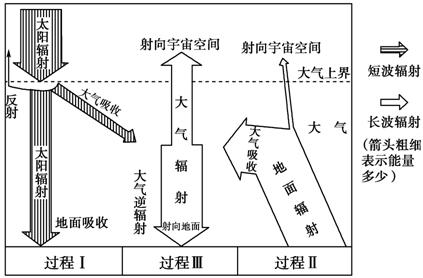 太阳辐射
反射
太阳辐射
大气吸收
地面吸收
射向宇宙空间
大气辐射
射向地面
大气逆辐射
射向宇宙空间
大气上界
大气
大气吸收
地面辐射
短波辐射
长波辐射
(箭头粗细
表示能量
多少)
过程Ⅰ
过程Ⅲ
过程Ⅱ